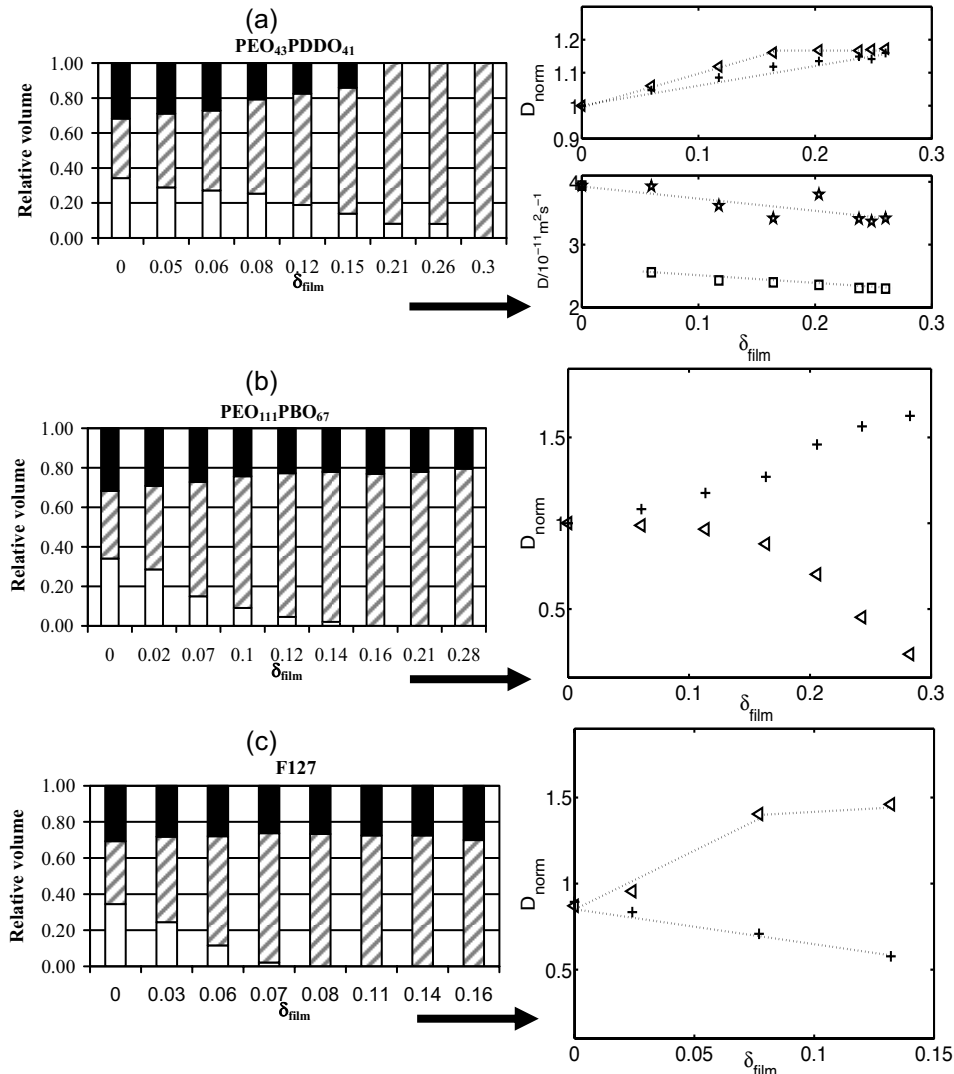 (a)
PEO₄₃PDDO₄₁
Relative volume
1.00
0.80
0.60
0.40
0.20
0.00
0 0.05 0.06 0.08 0.12 0.15 0.21 0.26 0.3
δfilm
Dnorm
1.2
1.1
1
0.9
0 0.1 0.2 0.3
D/10⁻¹¹m²s⁻¹
4
3
2
0 0.1 0.2 0.3
δfilm
(b)
PEO₁₁₁PBO₆₇
Relative volume
1.00
0.80
0.60
0.40
0.20
0.00
0 0.02 0.07 0.1 0.12 0.14 0.16 0.21 0.28
δfilm
Dnorm
1.5
1
0.5
0 0.1 0.2 0.3
δfilm
(c)
F127
Relative volume
1.00
0.80
0.60
0.40
0.20
0.00
0 0.03 0.06 0.07 0.08 0.11 0.14 0.16
δfilm
Dnorm
1.5
1
0.5
0 0.05 0.1 0.15
δfilm